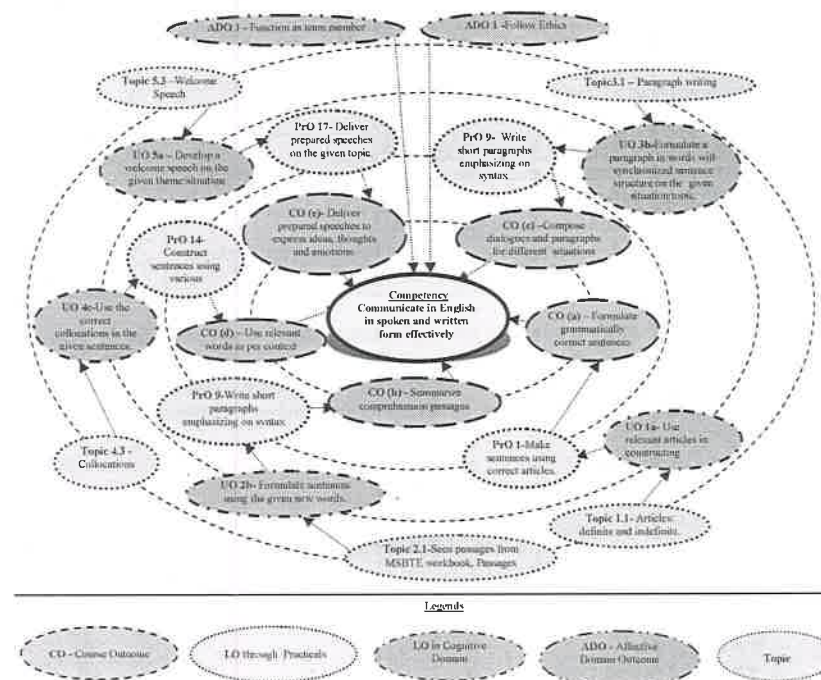 ADO 3 - Function as team member
ADO 1 -Follow Ethics
Topic 5.3 -Welcome
Speech
Topic3.1 – Paragraph writing
PrO 17- Deliver
prepared speeches
on the given topic
PrO 9- Write
short paragraphs
emphasizing on
syntax
UO 5a – Develop a
welcome speech on the
given theme/situation
UO 3b-Formulate a
paragraph in words with
synchronized sentence
structure on the given
situation/topic.
CO (e)- Deliver
prepared speeches to
express ideas, thoughts
and emotions
CO (c) –Compose
dialogues and paragraphs
for different situations
PrO 14-
Construct
sentences using
various
Competency
Communicate in English
in spoken and written
form effectively
UO 4c-Use the
correct
collocations in the
given sentences.
CO (d) – Use relevant
words as per context
CO (a) – Formulate
grammatically
correct sentences
PrO 9-Write short
paragraphs
emphasizing on syntax
CO (b) - Summarise
comprehension passages
UO 1a- Use
relevant articles in
constructing
PrO 1-Make
sentences using
correct articles.
Topic 4.3 -
Collocations
UO 2b- Formulate sentences
using the given new words.
Topic 1.1- Articles:
definite and indefinite.
Topic 2.1-Seen passages from
MSBTE workbook, Passages
Legends
CO - Course Outcome
LO through Practicals
LO in Cognitive
Domain
ADO - Affective
Domain Outcome
Topic